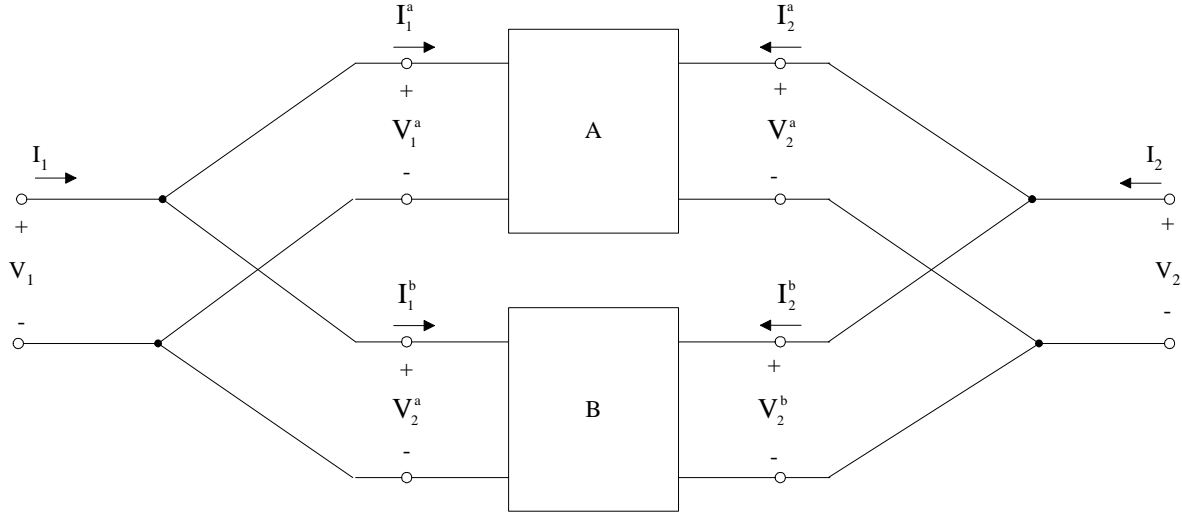 I₁ᵃ I₂ᵃ
+ A +
V₁ᵃ V₂ᵃ
I₁ - - I₂
+ +
V₁ V₂
I₁ᵇ I₂ᵇ
- -
+ +
V₂ᵃ B V₂ᵇ
- -